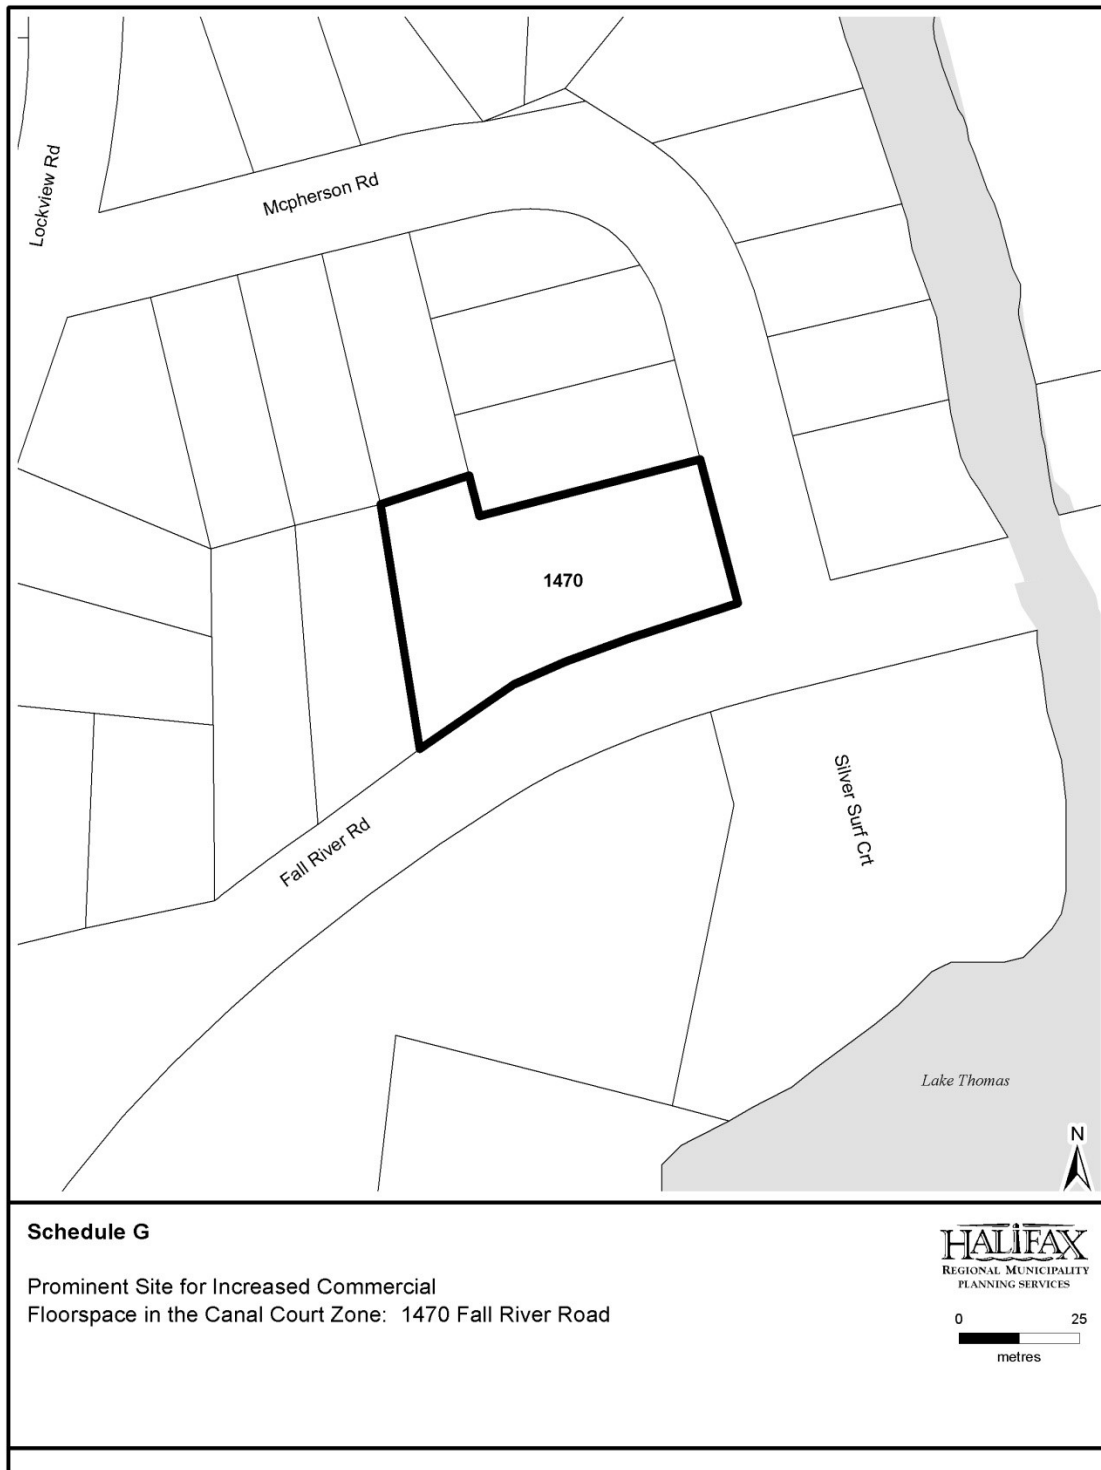 Lockview Rd
Mcpherson Rd
1470
Silver Surf Crt
Fall River Rd
Lake Thomas
N
Schedule G
Prominent Site for Increased Commercial
Floorspace in the Canal Court Zone: 1470 Fall River Road
HALIFAX
REGIONAL MUNICIPALITY
PLANNING SERVICES
0 25
metres